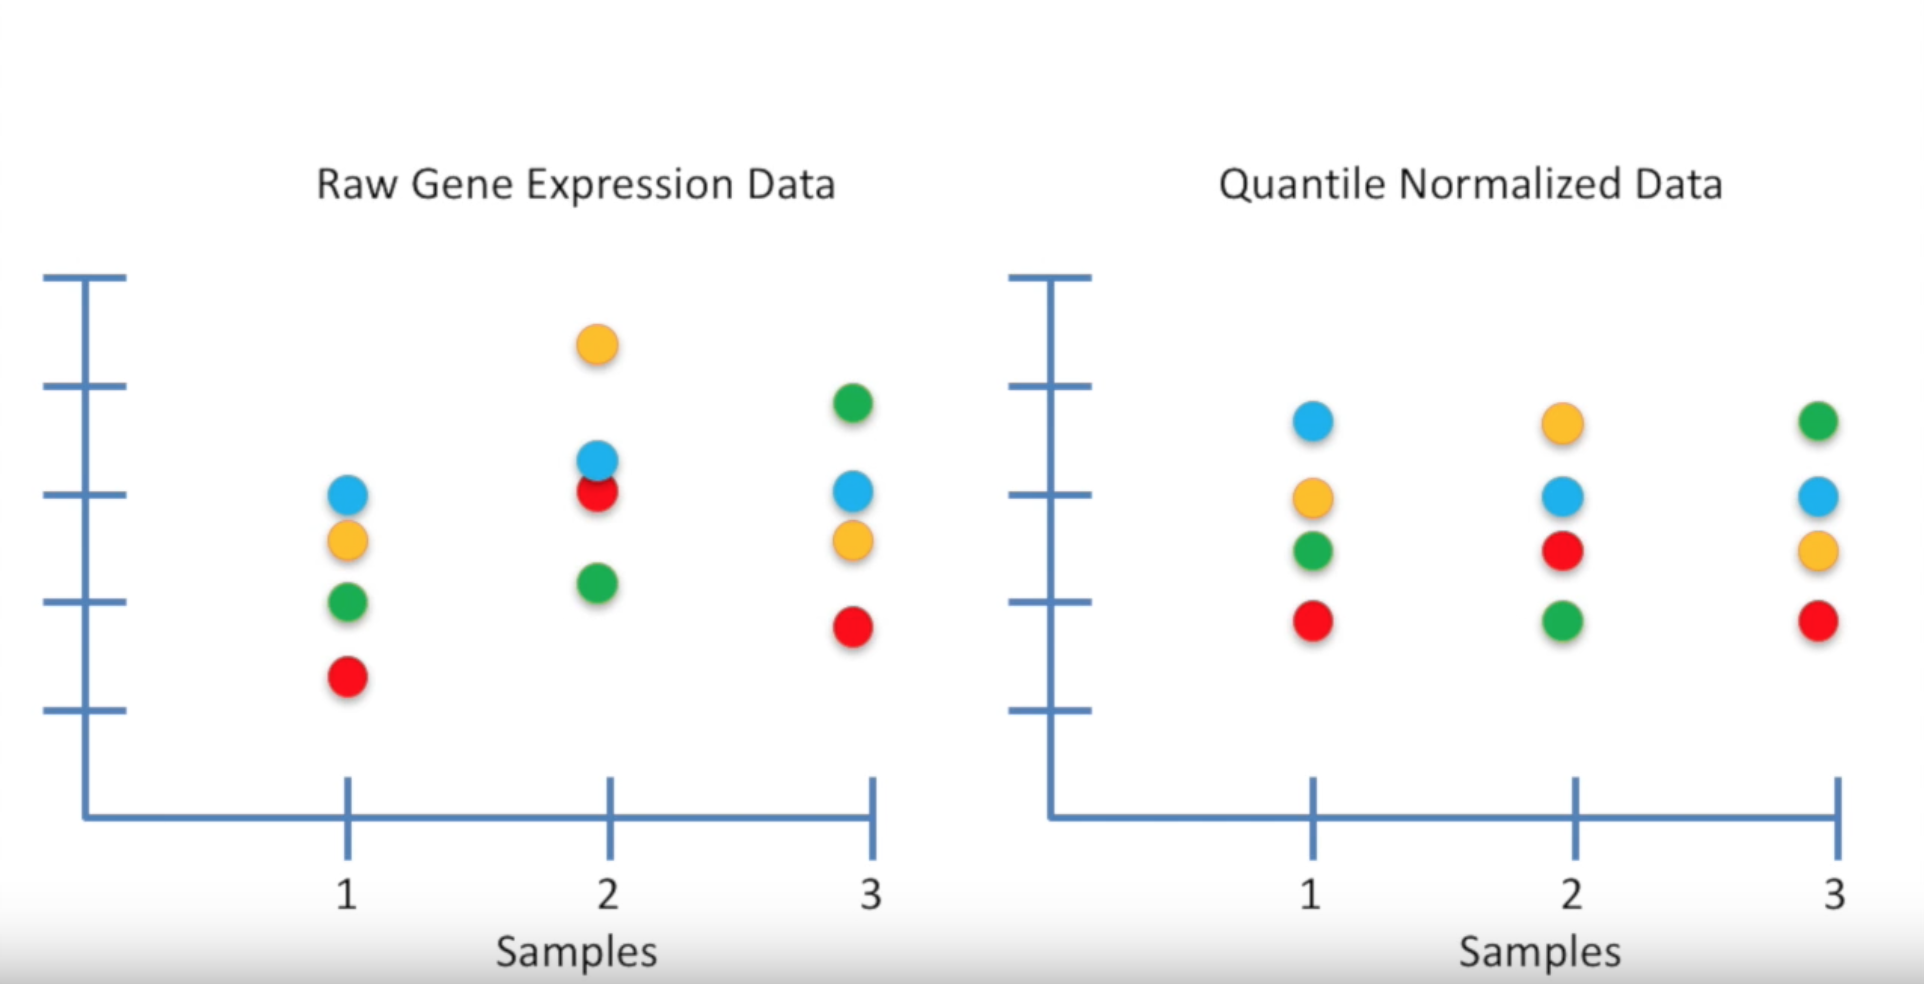 Raw Gene Expression Data
1 2 3
Samples
Quantile Normalized Data
1 2 3
Samples